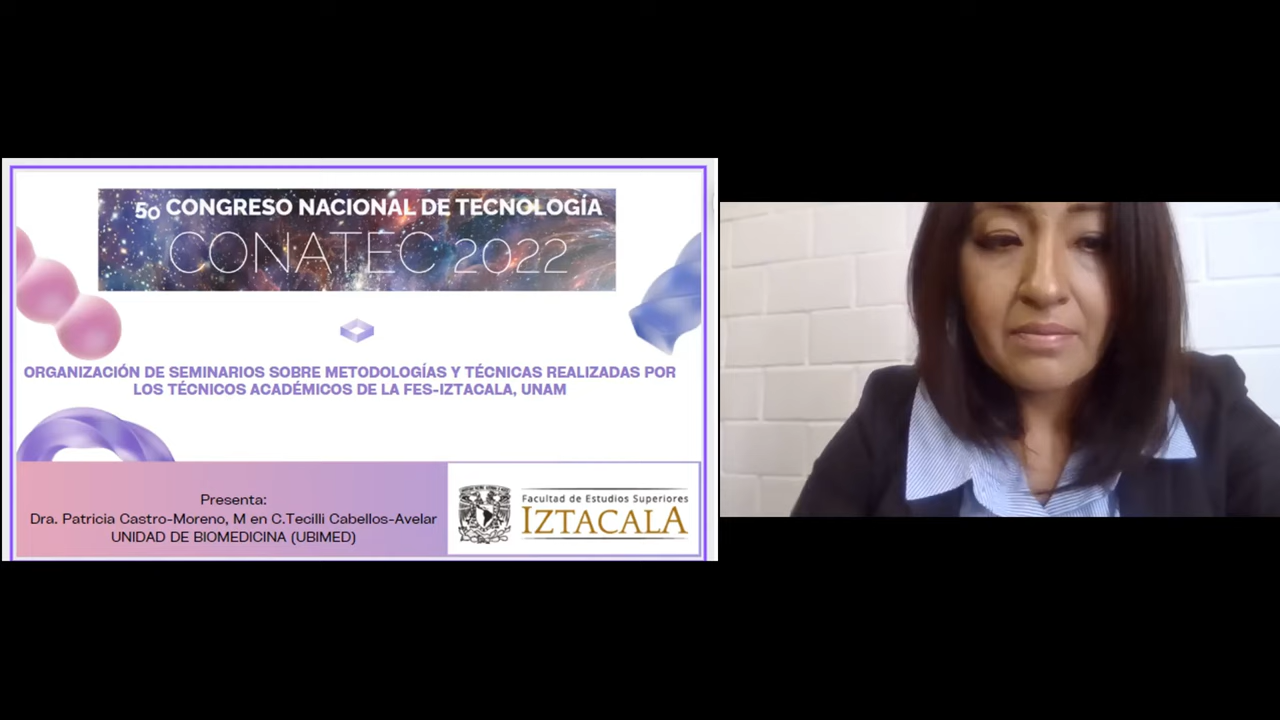 5o CONGRESO NACIONAL DE TECNOLOGÍA
CONATEC 2022
ORGANIZACIÓN DE SEMINARIOS SOBRE METODOLOGÍAS Y TÉCNICAS REALIZADAS POR
LOS TÉCNICOS ACADÉMICOS DE LA FES-IZTACALA, UNAM
Presenta:
Dra. Patricia Castro-Moreno, M en C.Tecilli Cabellos-Avelar
UNIDAD DE BIOMEDICINA (UBIMED)
Facultad de Estudios Superiores
IZTACALA